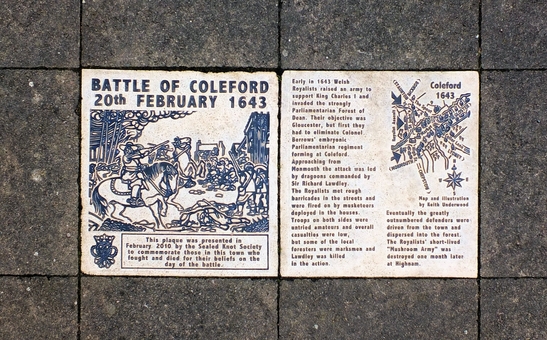 BATTLE OF COLEFORD
20th FEBRUARY 1643
This plaque was presented in
February, 2010 by the Sealed Knot Society
to commemorate those in this town who
fought and died for their beliefs on the
day of the battle.
Early in 1643 Welsh
Royalists raised an army to
support King Charles I and
invaded the strongly
Parliamentarian Forest of
Dean. Their objective was
Gloucester, but first they
had to eliminate Colonel
Berrows' embryonic
Parliamentarian regiment
forming at Coleford.
Approaching from
Monmouth the attack was led
by dragoons commanded by
Sir Richard Lawdley.
The Royalists met rough
barricades in the streets and
were fired on by musketeers
deployed in the houses.
Troops on both sides were
untried amateurs and overall
casualties were low,
but some of the local
foresters were marksmen and
Lawdley was killed
in the action.
Coleford
1643
Map and illustration
by Keith Underwood
Eventually the greatly
outnumbered defenders were
driven from the town and
dispersed into the forest.
The Royalists' short-lived
"Mushroom Army" was
destroyed one month later
at Highnam.